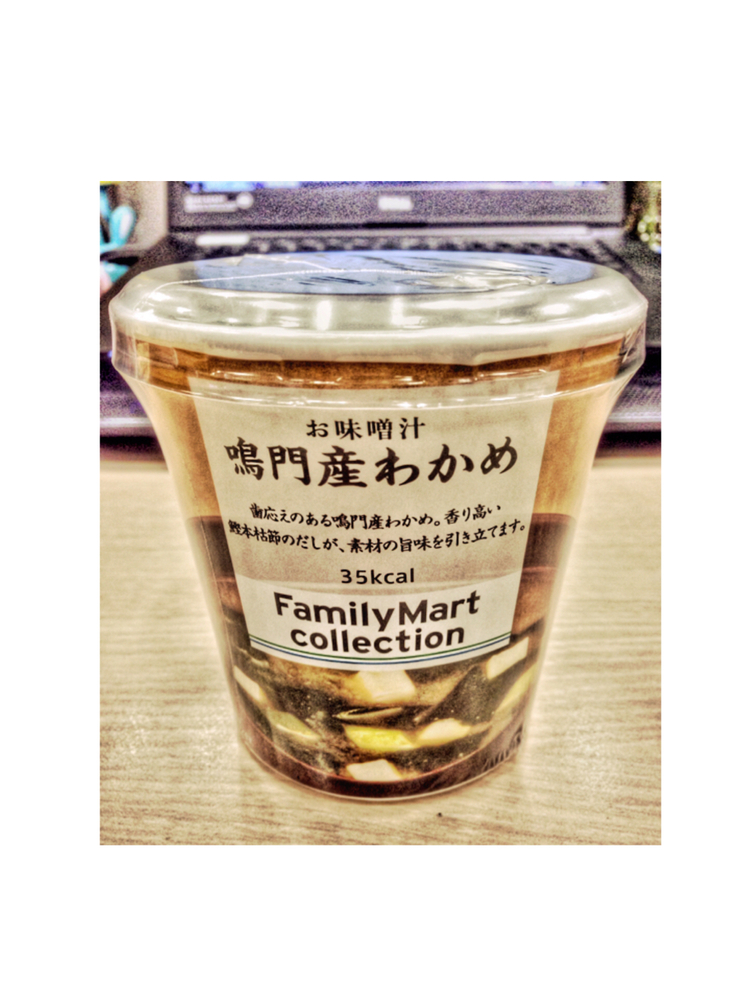 お味噌汁
鳴門産わかめ
歯応えのある鳴門産わかめ。香り高い
鰹本枯節のだしが、素材の旨味を引き立てます。
35kcal
FamilyMart
collection